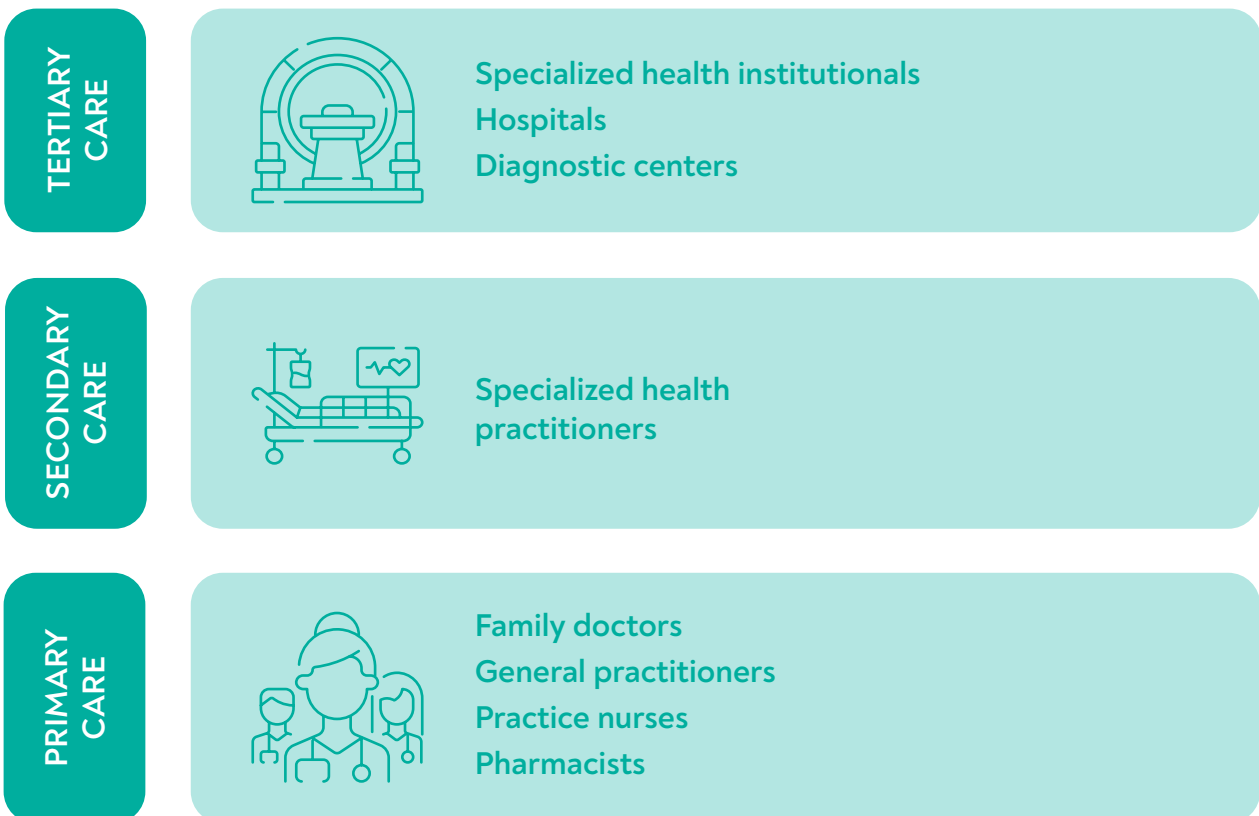 TERTIARY
CARE
Specialized health institutionals
Hospitals
Diagnostic centers
SECONDARY
CARE
Specialized health
practitioners
PRIMARY
CARE
Family doctors
General practitioners
Practice nurses
Pharmacists